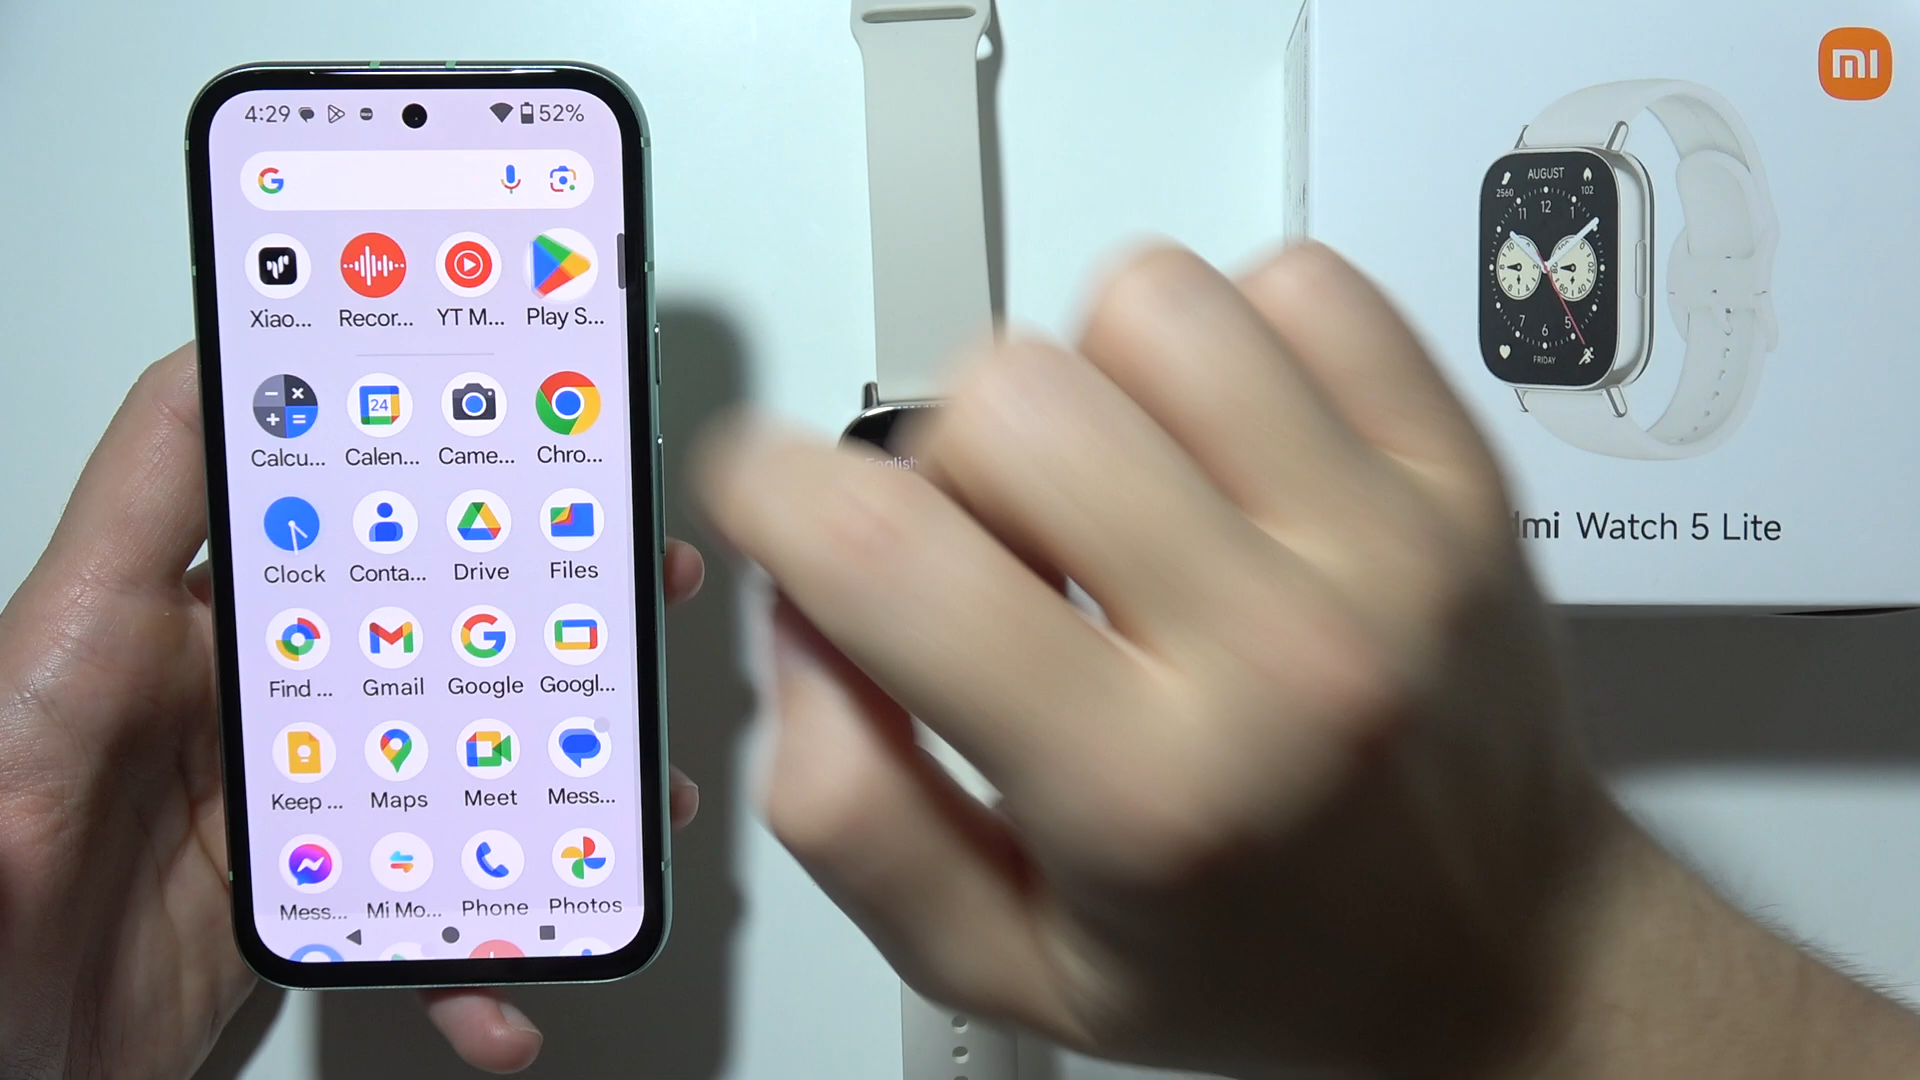 4:29 52%
Xiao... Recor... YT M... Play S...
Calcu... 24 Calen... Came... Chro...
Clock Conta... Drive Files
Find ... Gmail Google Googl...
Keep ... Maps Meet Mess...
Mess... Mi Mo... Phone Photos
English
mi
AUGUST
2560 102
11 12 1
7 6 5
FRIDAY
dmi Watch 5 Lite